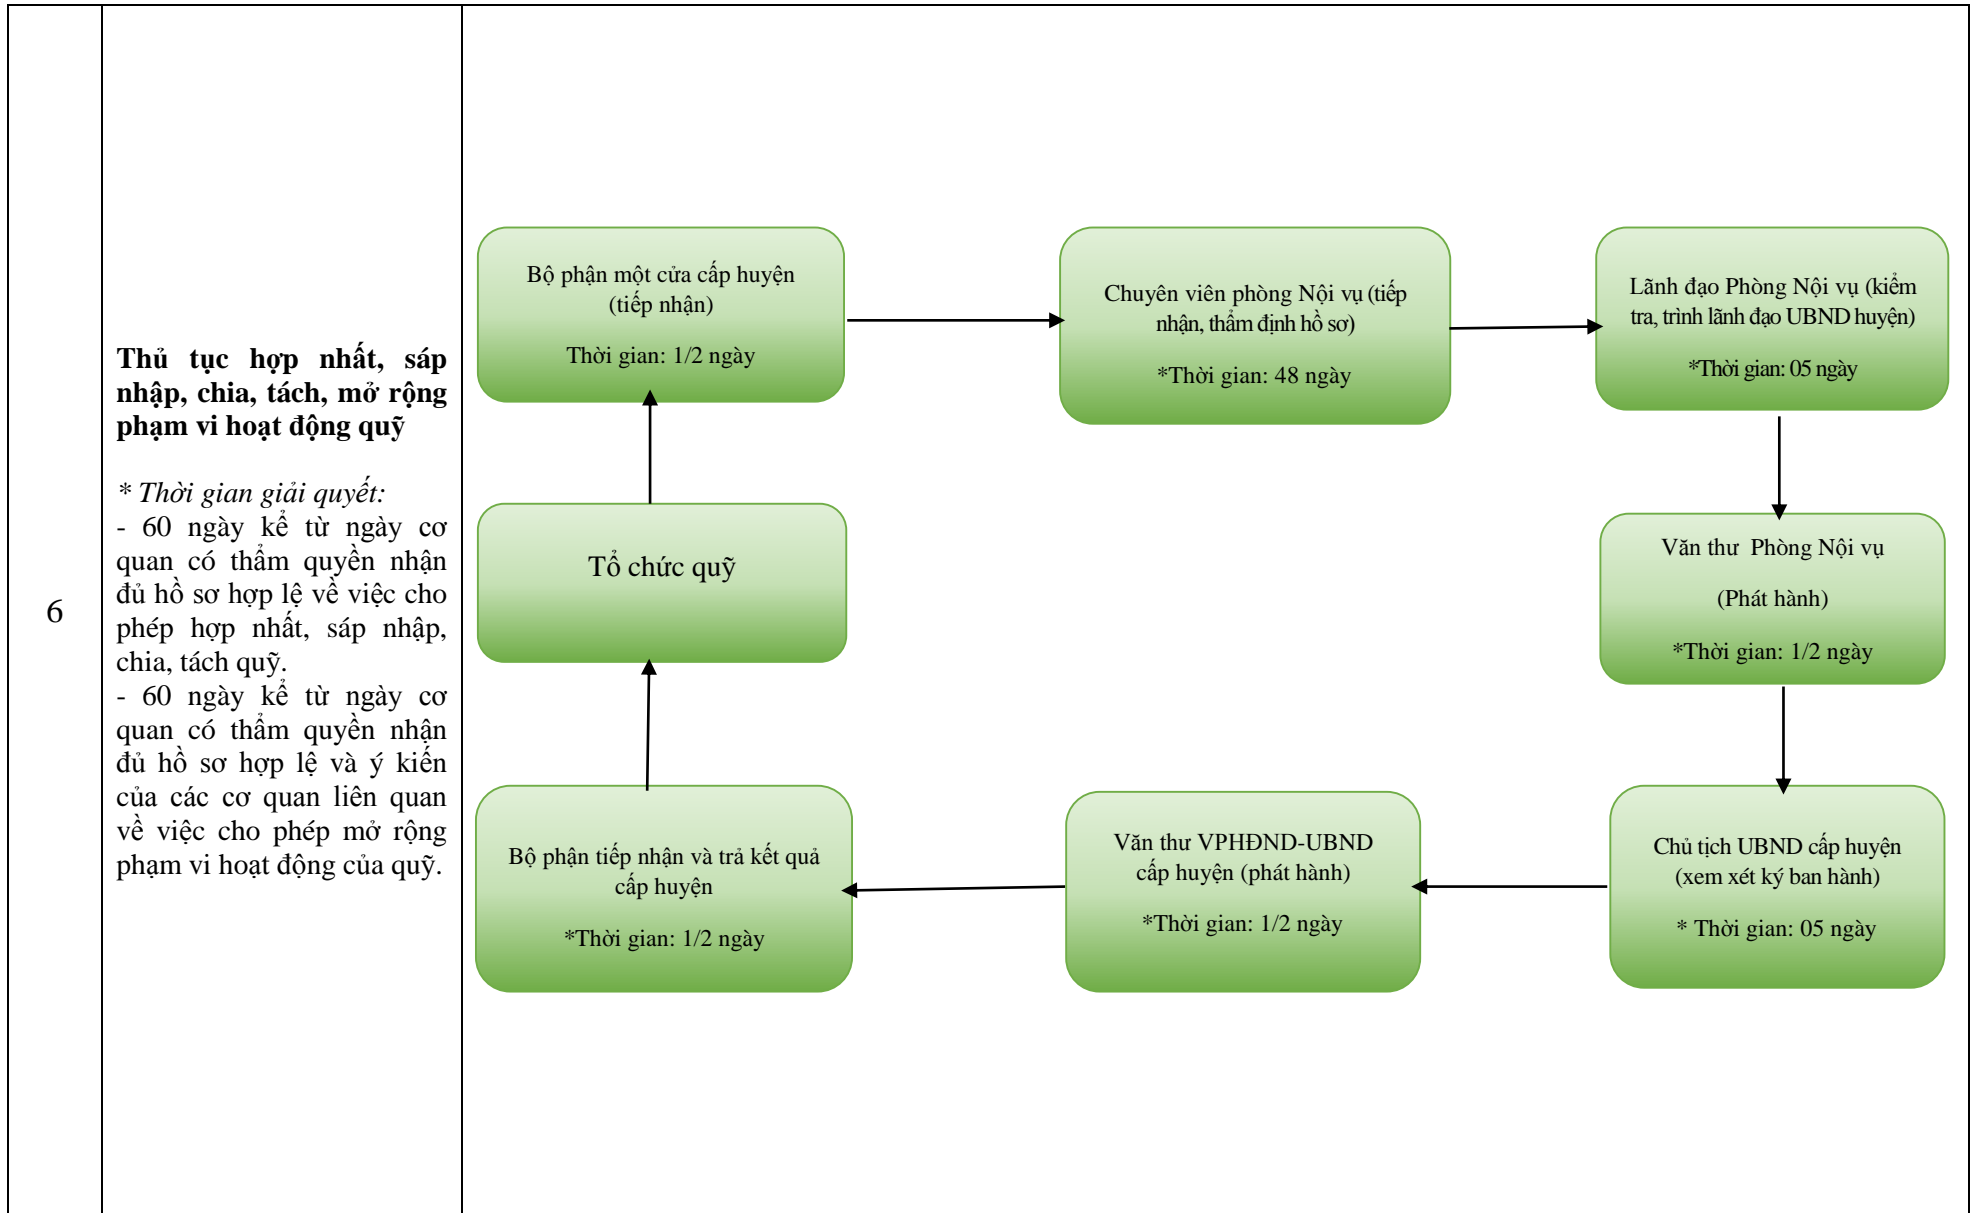 6
Thủ tục hợp nhất, sáp
nhập, chia, tách, mở rộng
phạm vi hoạt động quỹ
* Thời gian giải quyết:
- 60 ngày kể từ ngày cơ
quan có thẩm quyền nhận
đủ hồ sơ hợp lệ về việc cho
phép hợp nhất, sáp nhập,
chia, tách quỹ.
- 60 ngày kể từ ngày cơ
quan có thẩm quyền nhận
đủ hồ sơ hợp lệ và ý kiến
của các cơ quan liên quan
về việc cho phép mở rộng
phạm vi hoạt động của quỹ.
Bộ phận một cửa cấp huyện
(tiếp nhận)
Thời gian: 1/2 ngày
Chuyên viên phòng Nội vụ (tiếp
nhận, thẩm định hồ sơ)
*Thời gian: 48 ngày
Lãnh đạo Phòng Nội vụ (kiểm
tra, trình lãnh đạo UBND huyện)
*Thời gian: 05 ngày
Tổ chức quỹ
Văn thư Phòng Nội vụ
(Phát hành)
*Thời gian: 1/2 ngày
Bộ phận tiếp nhận và trả kết quả
cấp huyện
*Thời gian: 1/2 ngày
Văn thư VPHĐND-UBND
cấp huyện (phát hành)
*Thời gian: 1/2 ngày
Chủ tịch UBND cấp huyện
(xem xét ký ban hành)
* Thời gian: 05 ngày